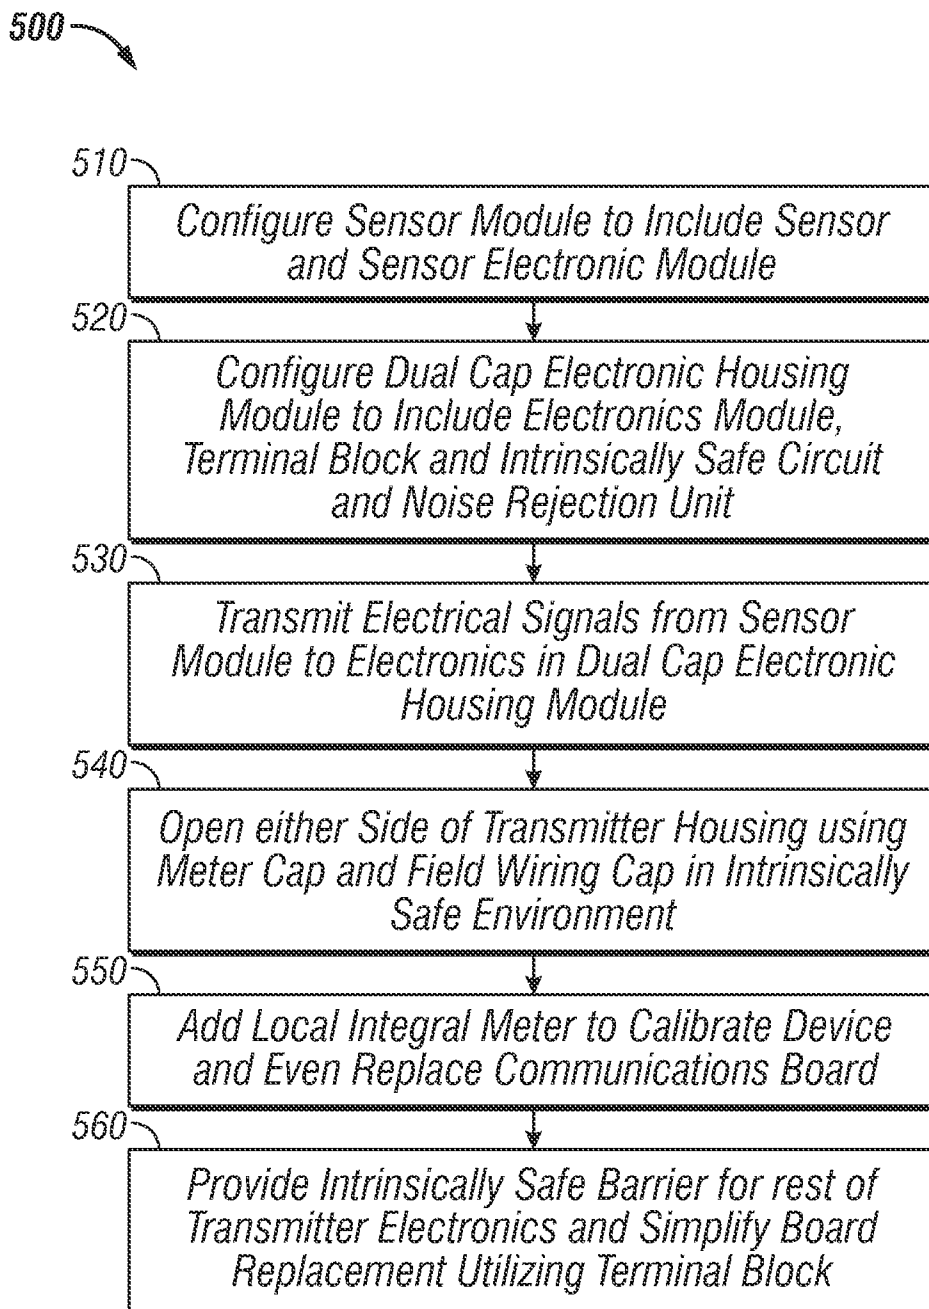 500
510
Configure Sensor Module to Include Sensor
and Sensor Electronic Module
520
Configure Dual Cap Electronic Housing
Module to Include Electronics Module,
Terminal Block and Intrinsically Safe Circuit
and Noise Rejection Unit
530
Transmit Electrical Signals from Sensor
Module to Electronics in Dual Cap Electronic
Housing Module
540
Open either Side of Transmitter Housing using
Meter Cap and Field Wiring Cap in Intrinsically
Safe Environment
550
Add Local Integral Meter to Calibrate Device
and Even Replace Communications Board
560
Provide Intrinsically Safe Barrier for rest of
Transmitter Electronics and Simplify Board
Replacement Utilizing Terminal Block